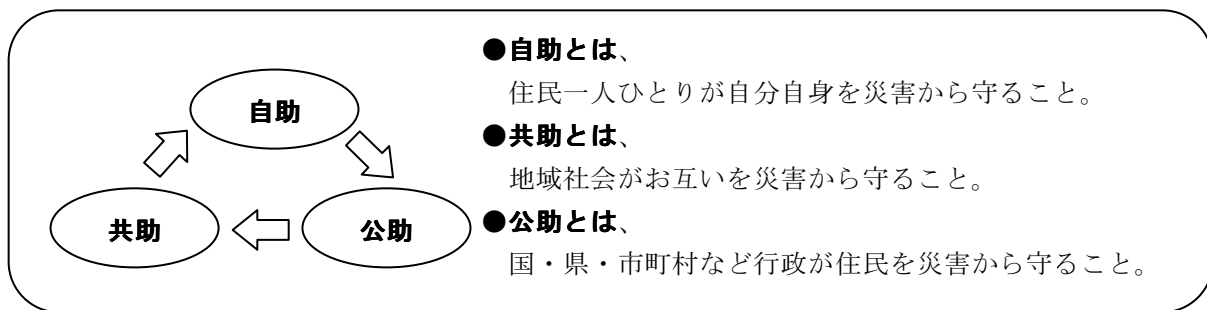 自助
共助
公助
●自助とは、
住民一人ひとりが自分自身を災害から守ること。
●共助とは、
地域社会がお互いを災害から守ること。
●公助とは、
国・県・市町村など行政が住民を災害から守ること。